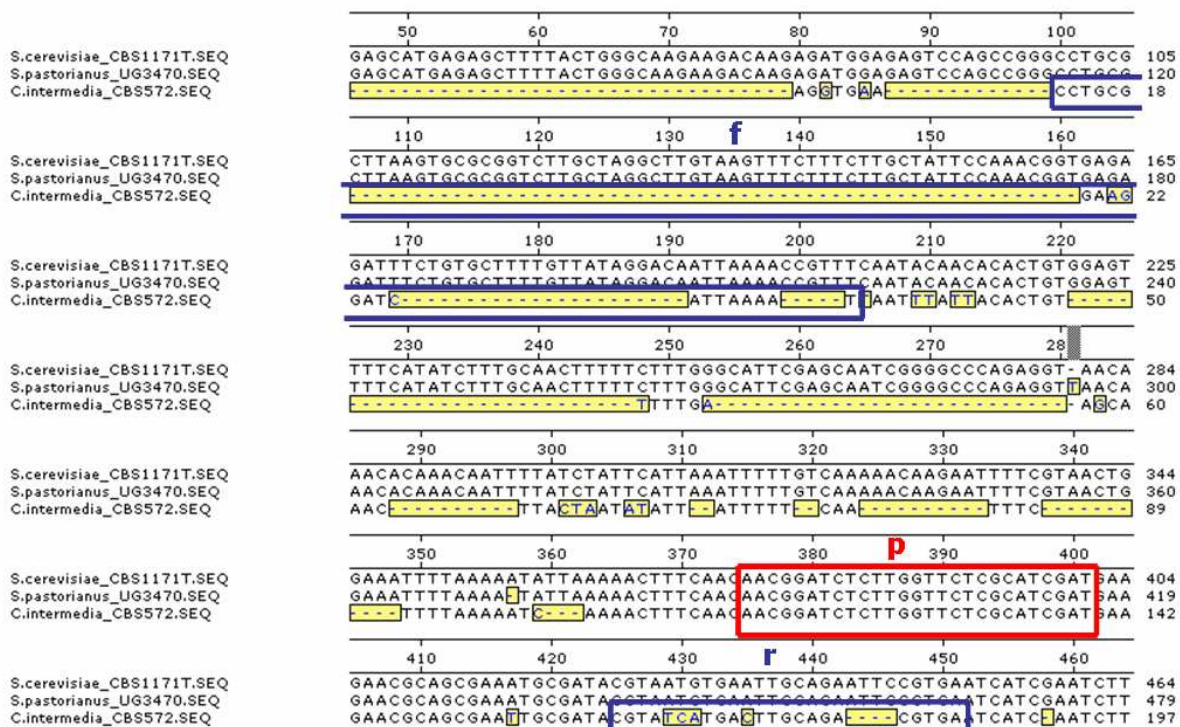 50 60 70 80 90 100
S.cerevisiae_CBS1171T.SEQ GAGCATGAGAGCTTTTACTGGGCAAGAAGACAAGAGATGGAGAGTCCAGCCGGGCCTGCG 105
S.pastorianus_UG3470.SEQ GAGCATGAGAGCTTTTACTGGGCAAGAAGACAAGAGATGGAGAGTCCAGCCGGGCCTGCG 120
C.intermedia_CBS572.SEQ ----------------------------------AGGTGAA-------------CCTGCG 18
f
110 120 130 140 150 160
S.cerevisiae_CBS1171T.SEQ CTTAAGTGCGCGGTCTTGCTAGGCTTGTAAGTTTCTTTCTTGCTATTCCAAACGGTGAGA 165
S.pastorianus_UG3470.SEQ CTTAAGTGCGCGGTCTTGCTAGGCTTGTAAGTTTCTTTCTTGCTATTCCAAACGGTGAGA 180
C.intermedia_CBS572.SEQ --------------------------------------------------------GAAG 22
170 180 190 200 210 220
S.cerevisiae_CBS1171T.SEQ GATTTCTGTGCTTTTGTTATAGGACAATTAAAACCGTTTCAATACAACACACTGTGGAGT 225
S.pastorianus_UG3470.SEQ GATTTCTGTGCTTTTGTTATAGGACAATTAAAACCGTTTCAATACAACACACTGTGGAGT 240
C.intermedia_CBS572.SEQ GATC----------------------ATTAAAA-----TTAATTTATTACACTGT----- 50
230 240 250 260 270 28
S.cerevisiae_CBS1171T.SEQ TTTCATATCTTTGCAACTTTTTCTTTGGGCATTCGAGCAATCGGGGCCCAGAGGT-AACA 284
S.pastorianus_UG3470.SEQ TTTCATATCTTTGCAACTTTTTCTTTGGGCATTCGAGCAATCGGGGCCCAGAGGTTAACA 300
C.intermedia_CBS572.SEQ ----------------------TTTTGA----------------------------AGCA 60
290 300 310 320 330 340
S.cerevisiae_CBS1171T.SEQ AACACAAACAATTTTATCTATTCATTAAATTTTTGTCAAAAACAAGAATTTTCGTAACTG 344
S.pastorianus_UG3470.SEQ AACACAAACAATTTTATCTATTCATTAAATTTTTGTCAAAAACAAGAATTTTCGTAACTG 360
C.intermedia_CBS572.SEQ AAC----------TTACTAATATATT--ATTTTT--CAA----------TTTC------- 89
p
350 360 370 380 390 400
S.cerevisiae_CBS1171T.SEQ GAAATTTTAAAAATATTAAAAACTTTCAACAACGGATCTCTTGGTTCTCGCATCGATGAA 404
S.pastorianus_UG3470.SEQ GAAATTTTAAAA-TATTAAAAACTTTCAACAACGGATCTCTTGGTTCTCGCATCGATGAA 419
C.intermedia_CBS572.SEQ ----TTTTAAAAATC---AAAACTTTCAACAACGGATCTCTTGGTTCTCGCATCGATGAA 142
r
410 420 430 440 450 460
S.cerevisiae_CBS1171T.SEQ GAACGCAGCGAAATGCGATACGTAATGTGAATTGCAGAATTCCGTGAATCATCGAATCTT 464
S.pastorianus_UG3470.SEQ GAACGCAGCGAAATGCGATACGTAATGTGAATTGCAGAATTCCGTGAATCATCGAATCTT 479
C.intermedia_CBS572.SEQ GAACGCAGCGAATTGCGATACGTATCATGACTTGCAGA----CGTGAATCATC-AATCTT 197